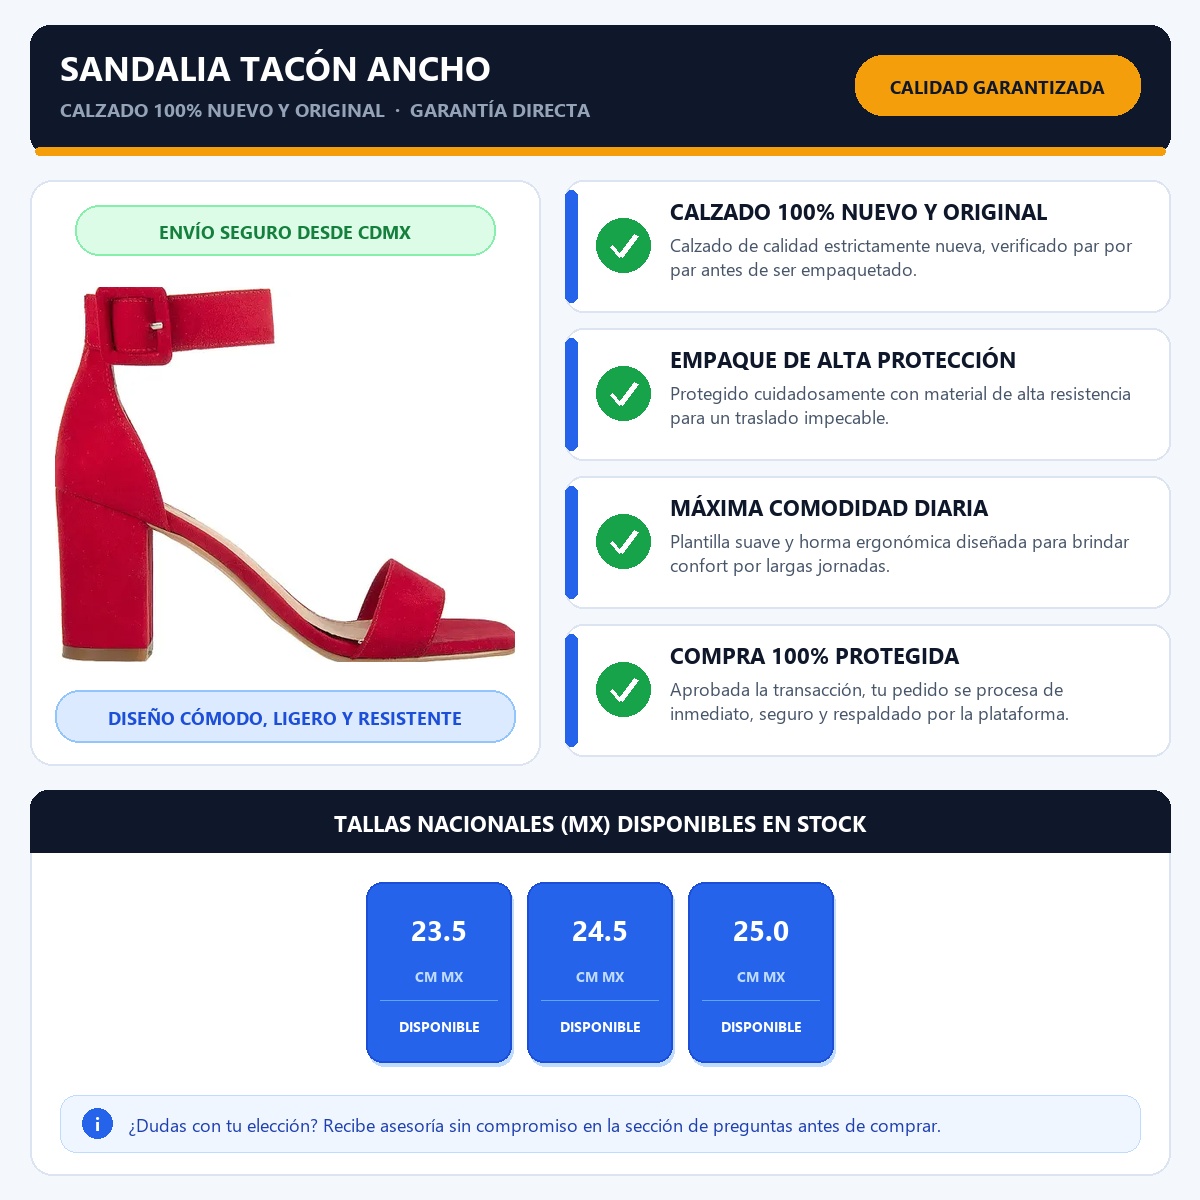 SANDALIA TACÓN ANCHO
CALZADO 100% NUEVO Y ORIGINAL · GARANTÍA DIRECTA
CALIDAD GARANTIZADA
ENVÍO SEGURO DESDE CDMX
DISEÑO CÓMODO, LIGERO Y RESISTENTE
CALZADO 100% NUEVO Y ORIGINAL
Calzado de calidad estrictamente nueva, verificado par por
par antes de ser empaquetado.
EMPAQUE DE ALTA PROTECCIÓN
Protegido cuidadosamente con material de alta resistencia
para un traslado impecable.
MÁXIMA COMODIDAD DIARIA
Plantilla suave y horma ergonómica diseñada para brindar
confort por largas jornadas.
COMPRA 100% PROTEGIDA
Aprobada la transacción, tu pedido se procesa de
inmediato, seguro y respaldado por la plataforma.
TALLAS NACIONALES (MX) DISPONIBLES EN STOCK
23.5
CM MX
DISPONIBLE
24.5
CM MX
DISPONIBLE
25.0
CM MX
DISPONIBLE
¿Dudas con tu elección? Recibe asesoría sin compromiso en la sección de preguntas antes de comprar.